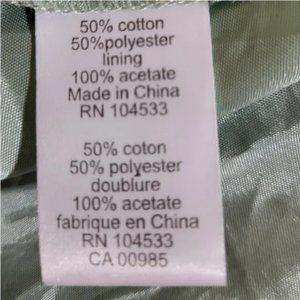 50% cotton
50%polyester
lining
100% acetate
Made in China
RN 104533
50% coton
50% polyester
doublure
100% acetate
fabrique en China
RN 104533
CA 00985